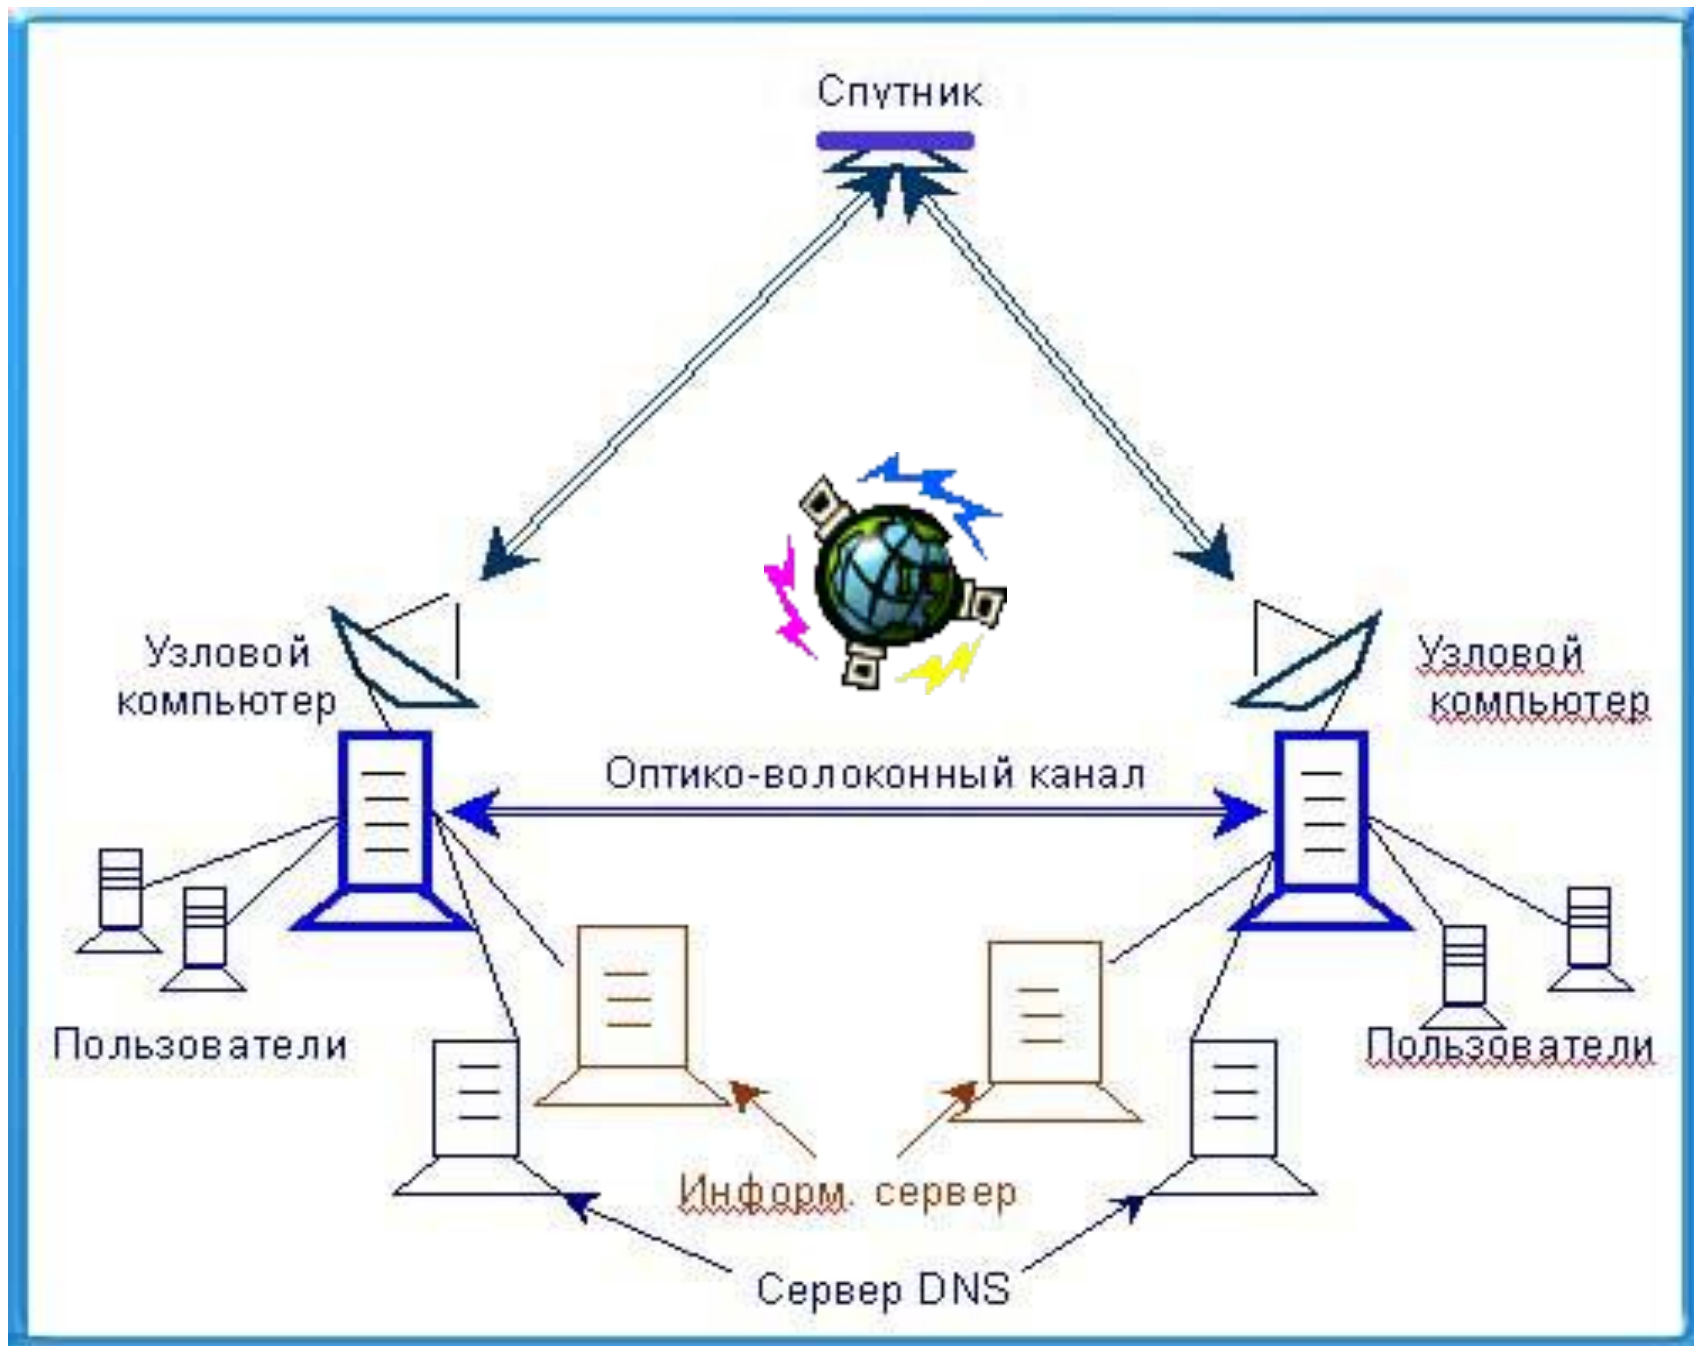 Спутник
Узловой
компьютер
Узловой
компьютер
Оптико-волоконный канал
Пользователи
Пользователи
Информ. сервер
Сервер DNS